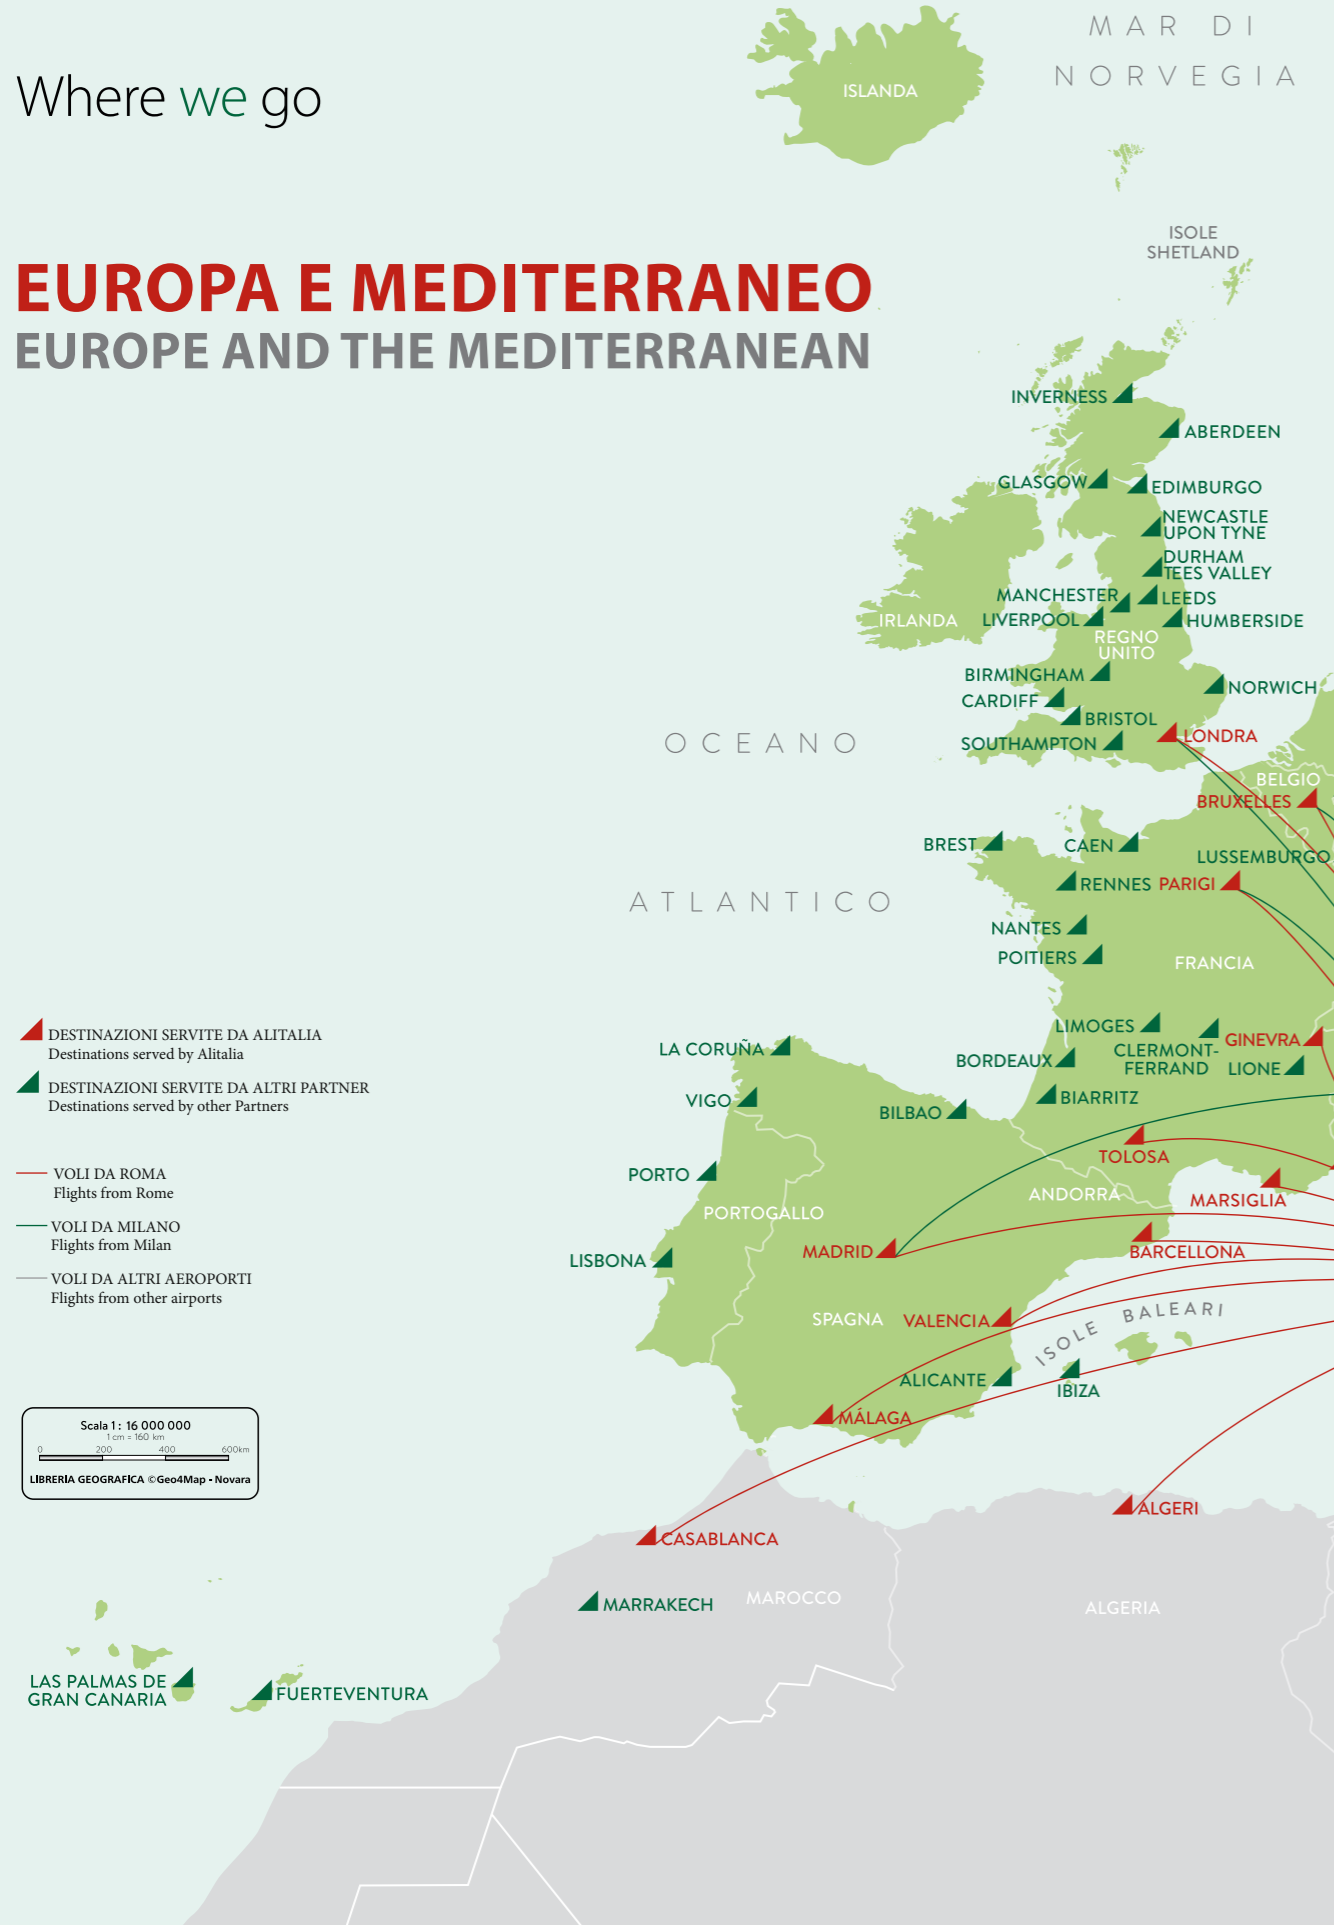 Where we go
EUROPA E MEDITERRANEO
EUROPE AND THE MEDITERRANEAN
MAR DI
NORVEGIA
ISLANDA
ISOLE
SHETLAND
INVERNESS
ABERDEEN
GLASGOW
EDIMBURGO
NEWCASTLE
UPON TYNE
DURHAM
TEES VALLEY
MANCHESTER
LEEDS
LIVERPOOL
HUMBERSIDE
IRLANDA
REGNO
UNITO
BIRMINGHAM
NORWICH
CARDIFF
BRISTOL
SOUTHAMPTON
LONDRA
OCEANO
BELGIO
BRUXELLES
BREST
CAEN
LUSSEMBURGO
RENNES
PARIGI
ATLANTICO
NANTES
POITIERS
FRANCIA
LIMOGES
GINEVRA
LA CORUÑA
BORDEAUX
CLERMONT-
FERRAND
LIONE
VIGO
BILBAO
BIARRITZ
TOLOSA
PORTO
ANDORRA
MARSIGLIA
PORTOGALLO
MADRID
BARCELLONA
LISBONA
SPAGNA
VALENCIA
ISOLE BALEARI
ALICANTE
IBIZA
MÁLAGA
ALGERI
CASABLANCA
MARRAKECH
MAROCCO
ALGERIA
LAS PALMAS DE
GRAN CANARIA
FUERTEVENTURA
DESTINAZIONI SERVITE DA ALITALIA
Destinations served by Alitalia
DESTINAZIONI SERVITE DA ALTRI PARTNER
Destinations served by other Partners
VOLI DA ROMA
Flights from Rome
VOLI DA MILANO
Flights from Milan
VOLI DA ALTRI AEROPORTI
Flights from other airports
Scala 1 : 16 000 000
1 cm = 160 km
0 200 400 600km
LIBRERIA GEOGRAFICA ©Geo4Map - Novara